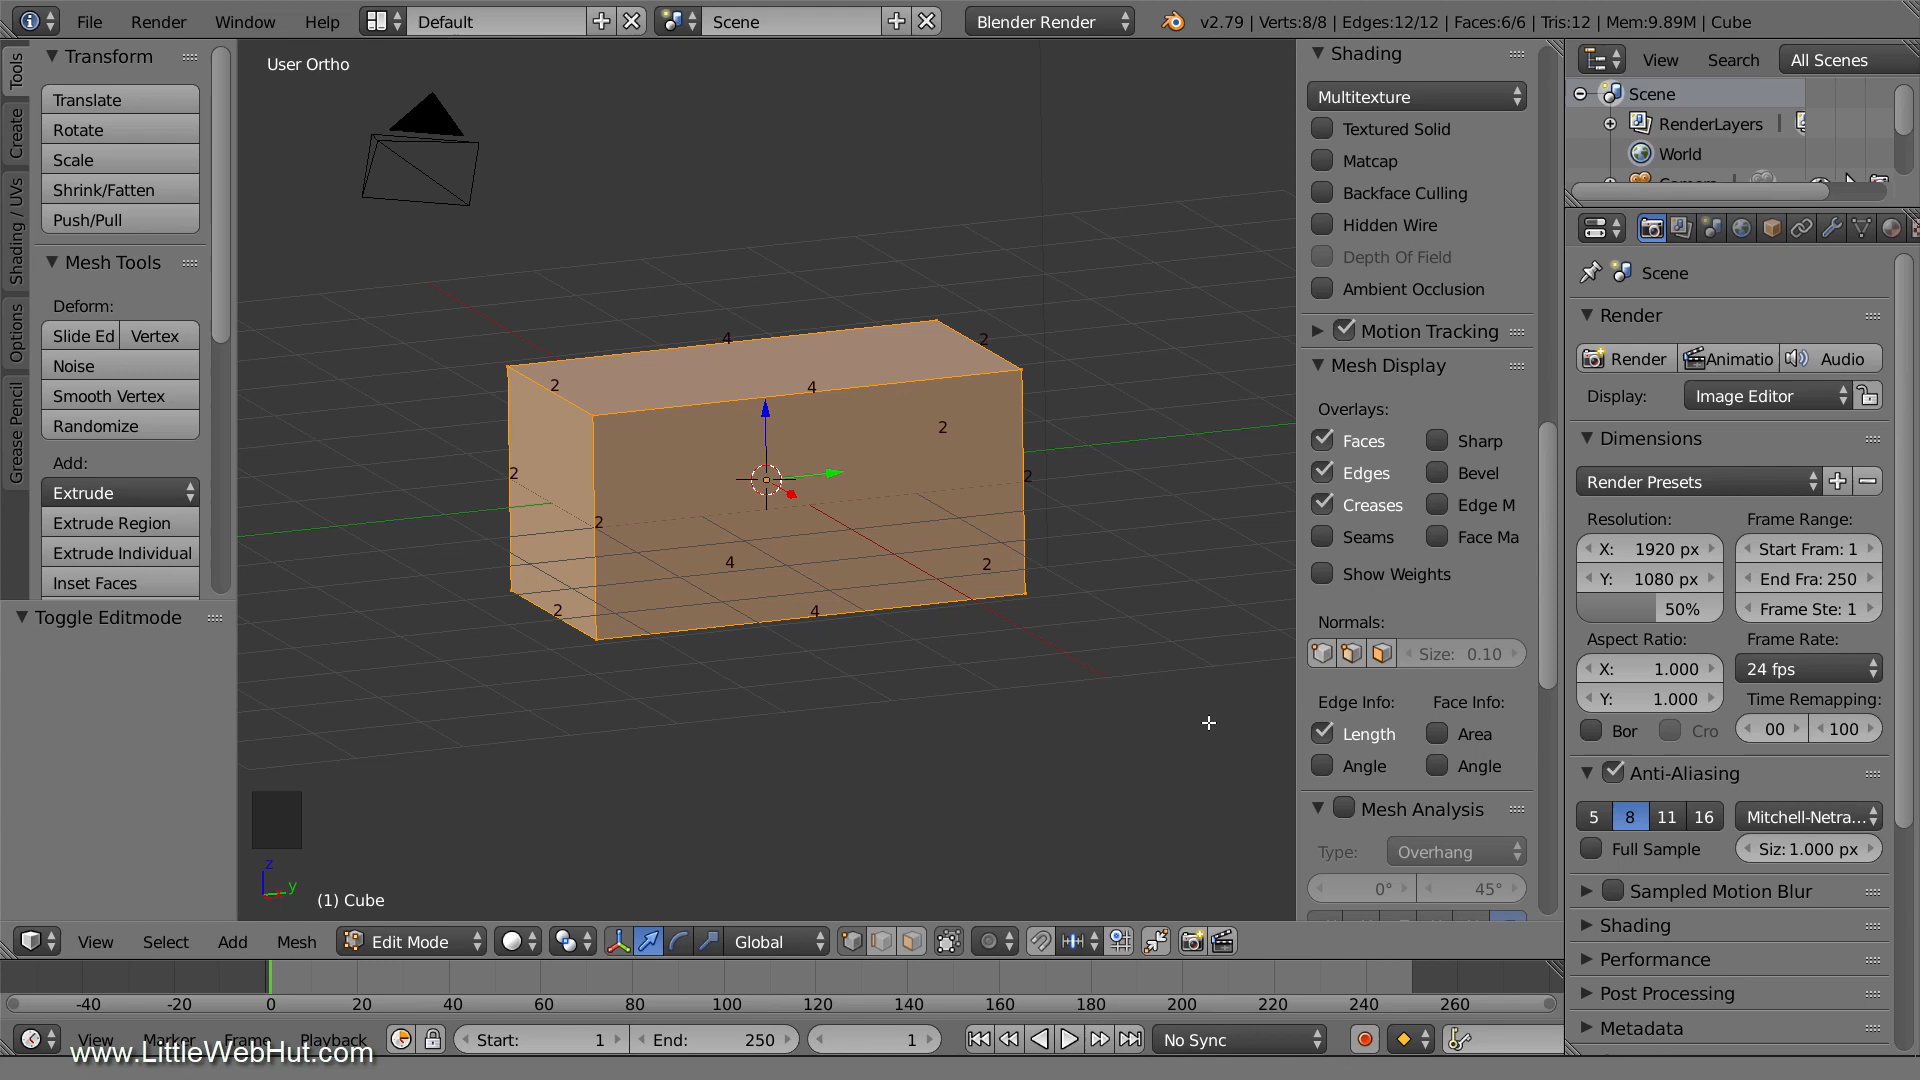 File Render Window Help Default Scene Blender Render v2.79 | Verts:8/8 | Edges:12/12 | Faces:6/6 | Tris:12 | Mem:9.89M | Cube
Tools
Create
Shading / UVs
Options
Grease Pencil
Transform
Translate
Rotate
Scale
Shrink/Fatten
Push/Pull
Mesh Tools
Deform:
Slide Ed Vertex
Noise
Smooth Vertex
Randomize
Add:
Extrude
Extrude Region
Extrude Individual
Inset Faces
Toggle Editmode
User Ortho
4
2
2
4
2
2
2
2
4
2
2
4
z
y
(1) Cube
Shading
Multitexture
Textured Solid
Matcap
Backface Culling
Hidden Wire
Depth Of Field
Ambient Occlusion
Motion Tracking
Mesh Display
Overlays:
Faces Sharp
Edges Bevel
Creases Edge M
Seams Face Ma
Show Weights
Normals:
Size: 0.10
Edge Info: Face Info:
Length Area
Angle Angle
Mesh Analysis
Type: Overhang
0° 45°
View Search All Scenes
Scene
RenderLayers
World
Scene
Render
Render Animatio Audio
Display: Image Editor
Dimensions
Render Presets
Resolution: Frame Range:
X: 1920 px Start Fram: 1
Y: 1080 px End Fra: 250
50% Frame Ste: 1
Aspect Ratio: Frame Rate:
X: 1.000 24 fps
Y: 1.000 Time Remapping:
Bor Cro 00 100
Anti-Aliasing
5 8 11 16 Mitchell-Netra...
Full Sample Siz: 1.000 px
Sampled Motion Blur
Shading
Performance
Post Processing
Metadata
View Select Add Mesh Edit Mode Global
-40 -20 0 20 40 60 80 100 120 140 160 180 200 220 240 260
View Marker Frame Playback Start: 1 End: 250 1 No Sync
www.LittleWebHut.com